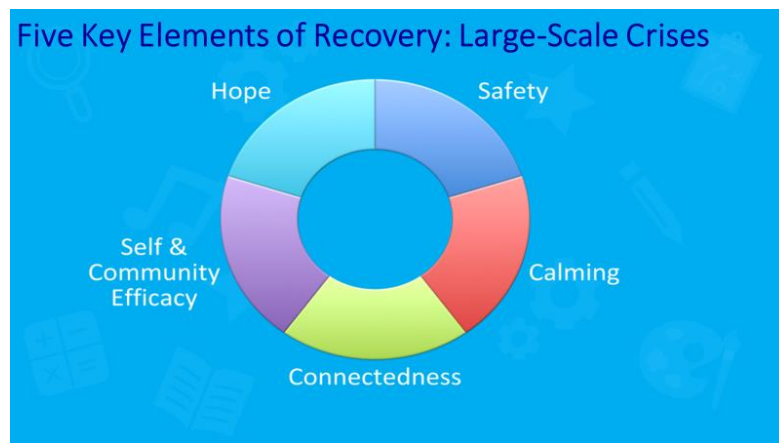 Five Key Elements of Recovery: Large-Scale Crises
Hope
Safety
Self &
Community
Efficacy
Calming
Connectedness